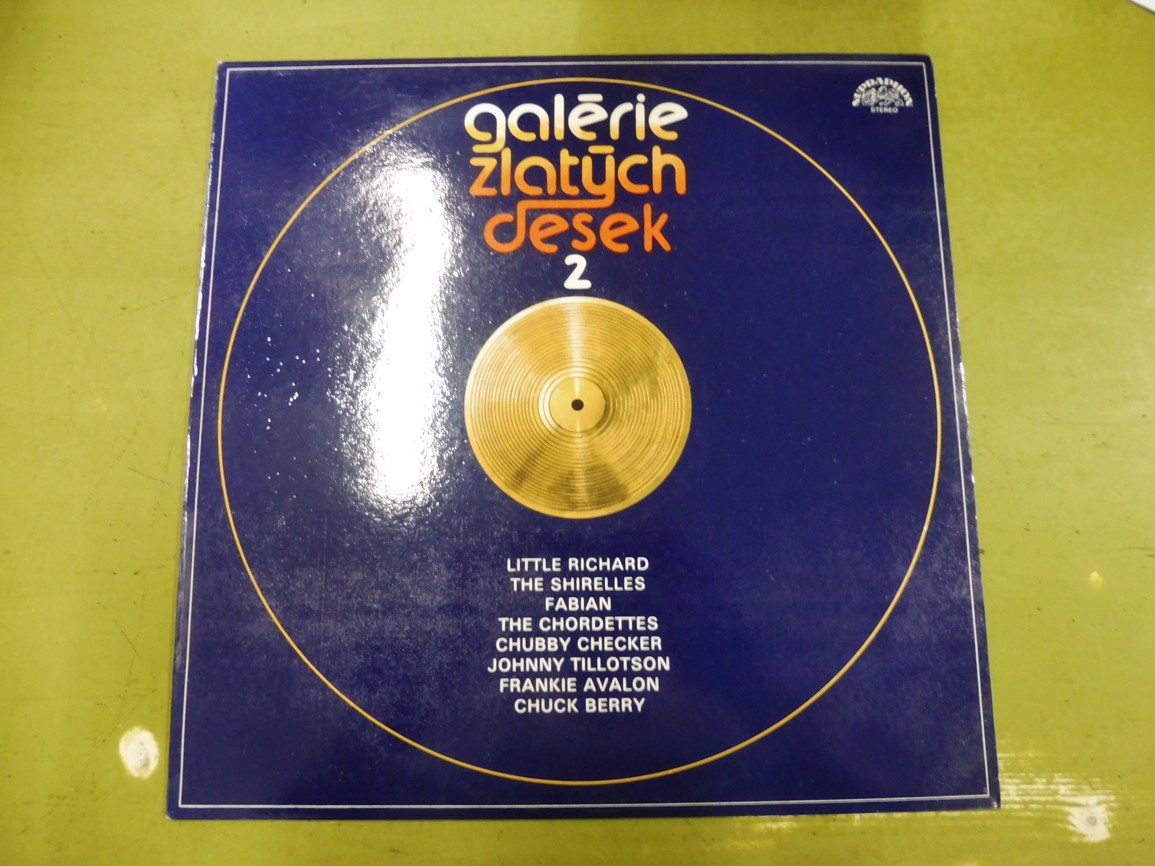 galérie
zlatých
desek
2
SUPRAPHON
STEREO
LITTLE RICHARD
THE SHIRELLES
FABIAN
THE CHORDETTES
CHUBBY CHECKER
JOHNNY TILLOTSON
FRANKIE AVALON
CHUCK BERRY